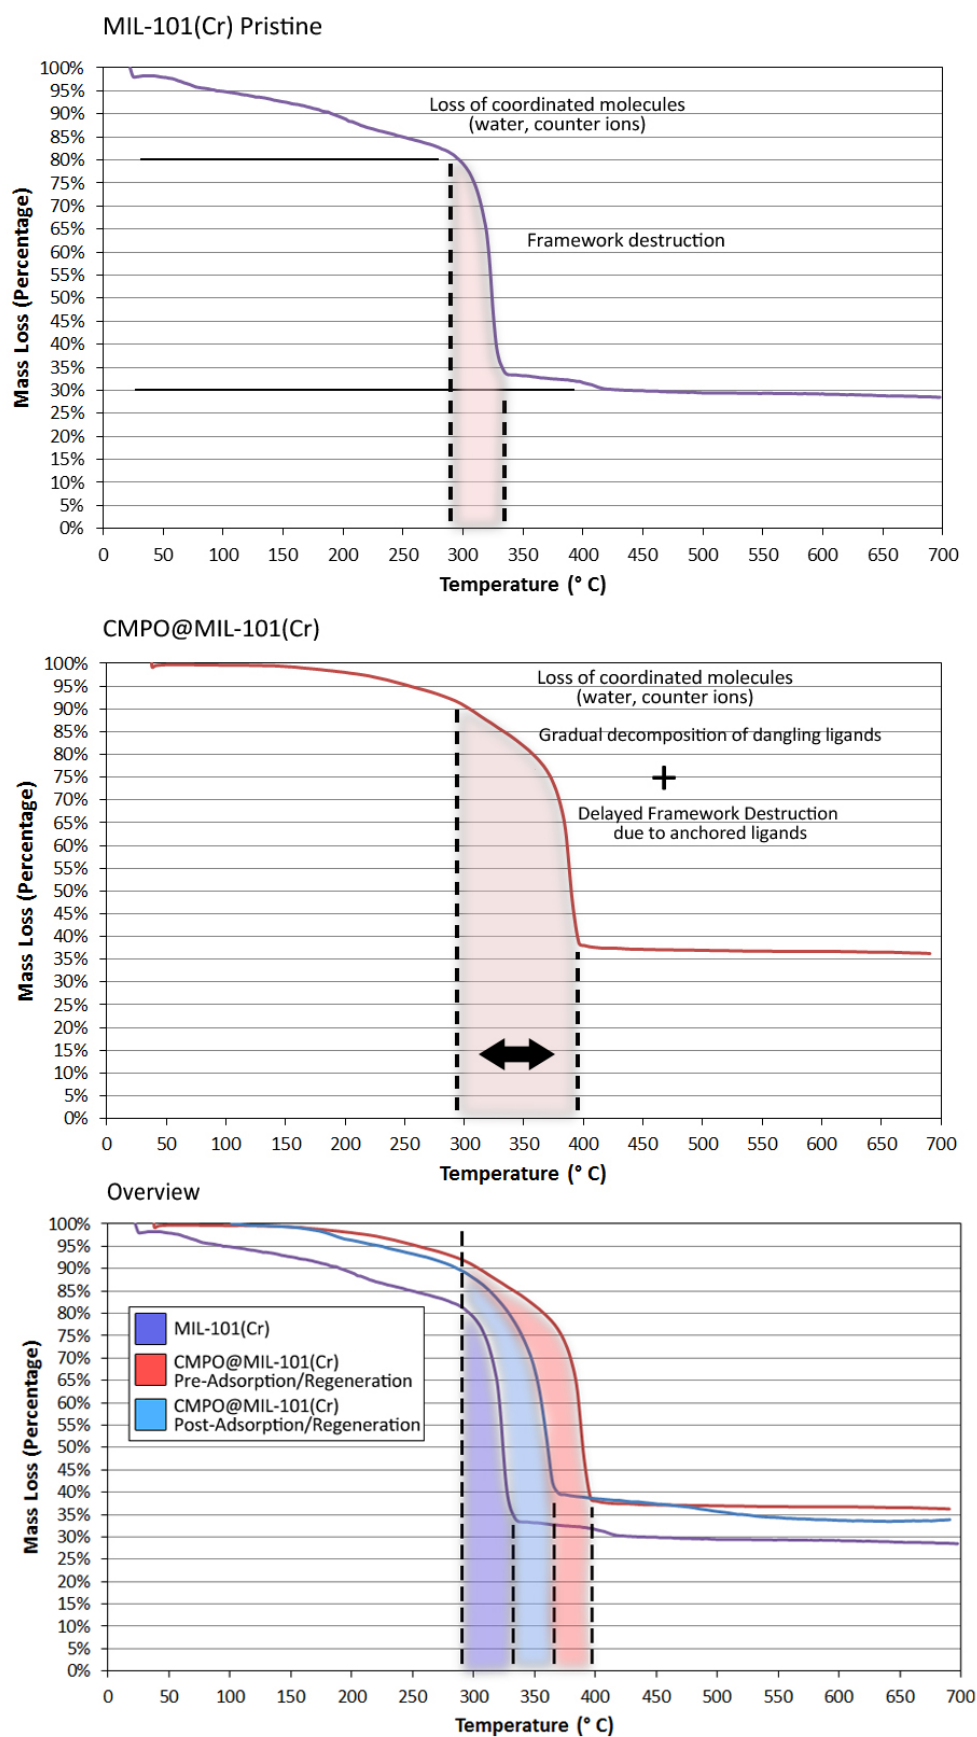 MIL-101(Cr) Pristine
100%
95%
90%
85%
80%
75%
70%
65%
60%
55%
50%
45%
40%
35%
30%
25%
20%
15%
10%
5%
0%
Mass Loss (Percentage)
Loss of coordinated molecules
(water, counter ions)
Framework destruction
0 50 100 150 200 250 300 350 400 450 500 550 600 650 700
Temperature (° C)
CMPO@MIL-101(Cr)
100%
95%
90%
85%
80%
75%
70%
65%
60%
55%
50%
45%
40%
35%
30%
25%
20%
15%
10%
5%
0%
Mass Loss (Percentage)
Loss of coordinated molecules
(water, counter ions)
Gradual decomposition of dangling ligands
+
Delayed Framework Destruction
due to anchored ligands
0 50 100 150 200 250 300 350 400 450 500 550 600 650 700
Temperature (° C)
Overview
100%
95%
90%
85%
80%
75%
70%
65%
60%
55%
50%
45%
40%
35%
30%
25%
20%
15%
10%
5%
0%
Mass Loss (Percentage)
MIL-101(Cr)
CMPO@MIL-101(Cr)
Pre-Adsorption/Regeneration
CMPO@MIL-101(Cr)
Post-Adsorption/Regeneration
0 50 100 150 200 250 300 350 400 450 500 550 600 650 700
Temperature (° C)